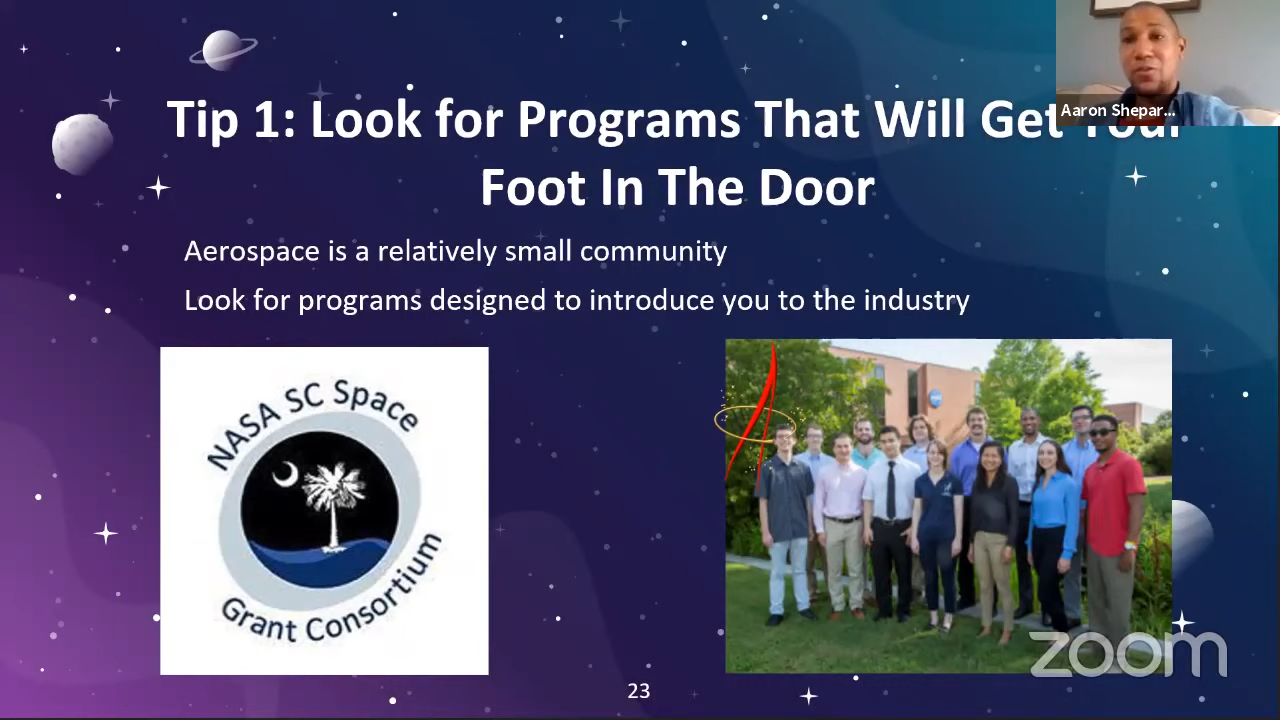 Tip 1: Look for Programs That Will Get Your
Foot In The Door
Aaron Shepar...
Aerospace is a relatively small community
Look for programs designed to introduce you to the industry
NASA SC Space
Grant Consortium
zoom
23